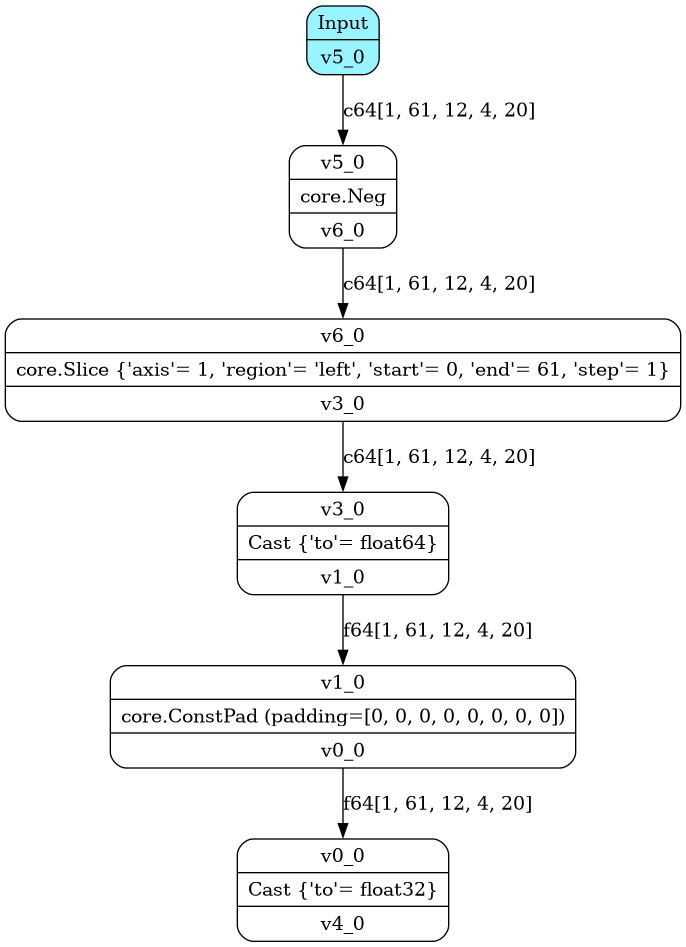 Input
v5_0
c64[1, 61, 12, 4, 20]
v5_0
core.Neg
v6_0
c64[1, 61, 12, 4, 20]
v6_0
core.Slice {'axis'= 1, 'region'= 'left', 'start'= 0, 'end'= 61, 'step'= 1}
v3_0
c64[1, 61, 12, 4, 20]
v3_0
Cast {'to'= float64}
v1_0
f64[1, 61, 12, 4, 20]
v1_0
core.ConstPad (padding=[0, 0, 0, 0, 0, 0, 0, 0])
v0_0
f64[1, 61, 12, 4, 20]
v0_0
Cast {'to'= float32}
v4_0